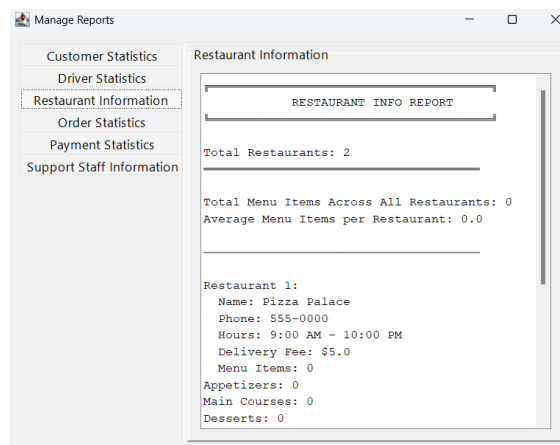 Manage Reports
Customer Statistics
Driver Statistics
Restaurant Information
Order Statistics
Payment Statistics
Support Staff Information
Restaurant Information
RESTAURANT INFO REPORT
Total Restaurants: 2
Total Menu Items Across All Restaurants: 0
Average Menu Items per Restaurant: 0.0
Restaurant 1:
Name: Pizza Palace
Phone: 555-0000
Hours: 9:00 AM - 10:00 PM
Delivery Fee: $5.0
Menu Items: 0
Appetizers: 0
Main Courses: 0
Desserts: 0